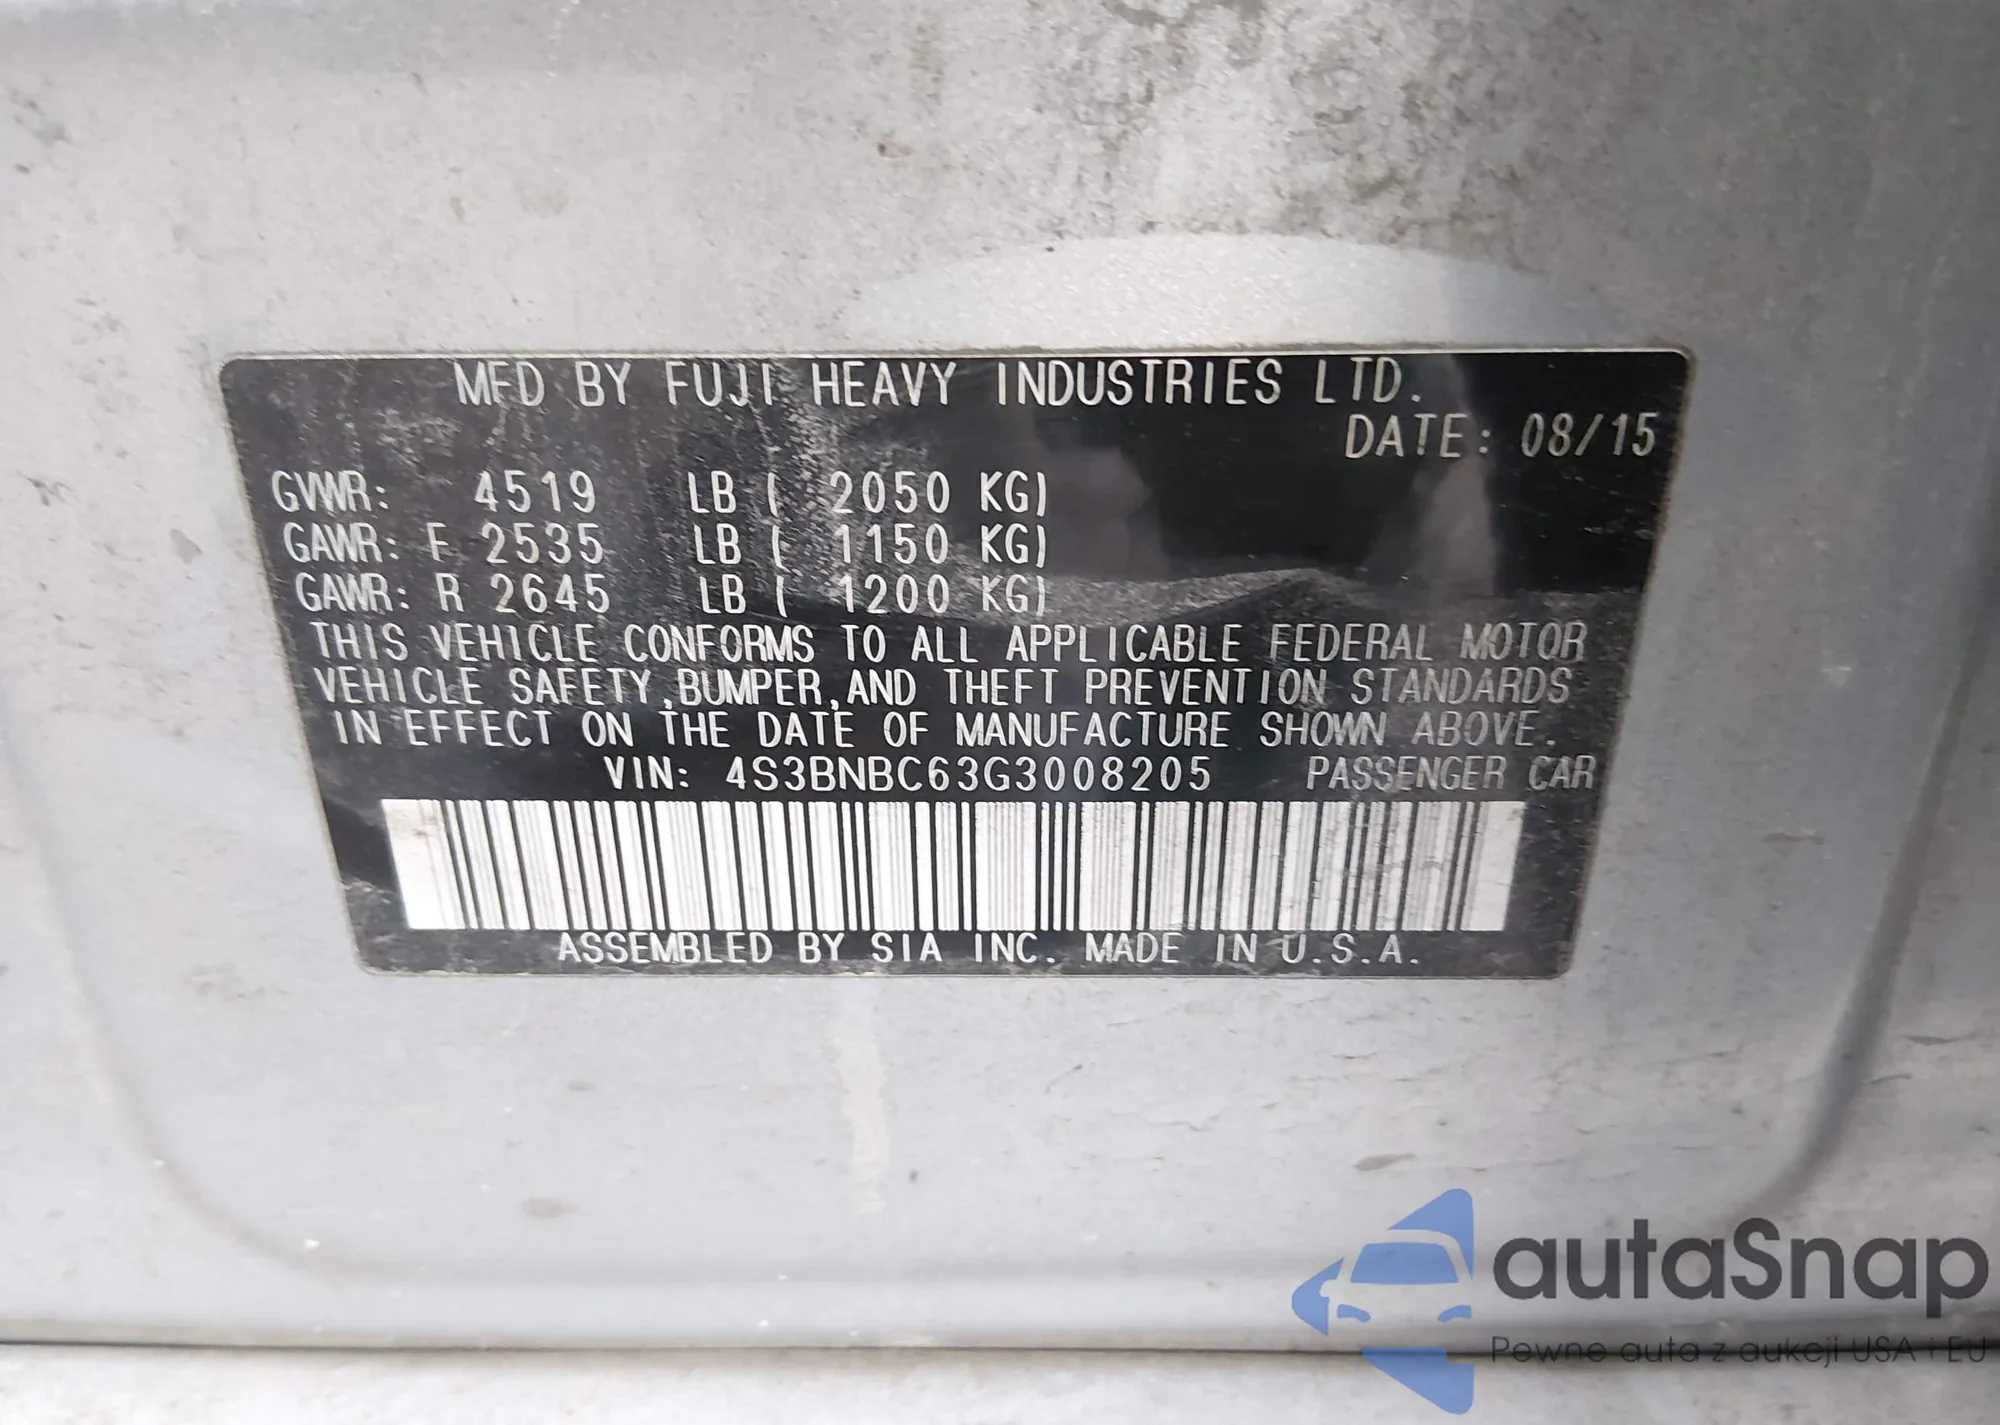 MFD BY FUJI HEAVY INDUSTRIES LTD.
DATE: 08/15
GVWR: 4519 LB ( 2050 KG)
GAWR: F 2535 LB ( 1150 KG)
GAWR: R 2645 LB ( 1200 KG)
THIS VEHICLE CONFORMS TO ALL APPLICABLE FEDERAL MOTOR
VEHICLE SAFETY,BUMPER,AND THEFT PREVENTION STANDARDS
IN EFFECT ON THE DATE OF MANUFACTURE SHOWN ABOVE.
VIN: 4S3BNBC63G3008205 PASSENGER CAR
ASSEMBLED BY SIA INC. MADE IN U.S.A.
autaSnap
Pewne auta z aukcji USA i EU